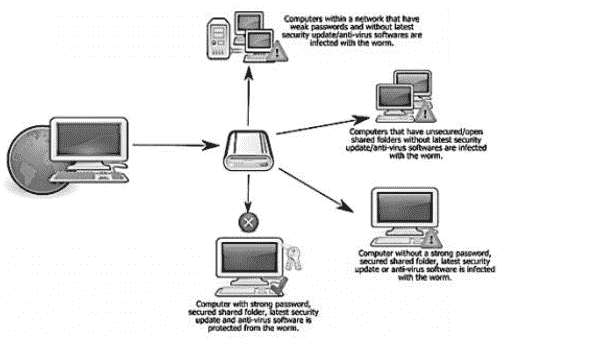 Computers within a network that have
weak passwords and without latest
security update/anti-virus softwares are
infected with the worm.
Computers that have unsecured/open
shared folders without latest security
update/anti-virus softwares are infected
with the worm.
Computer without a strong password,
secured shared folder, latest security
update or anti-virus software is infected
with the worm.
Computer with strong password,
secured shared folder, latest security
update and anti-virus software is
protected from the worm.